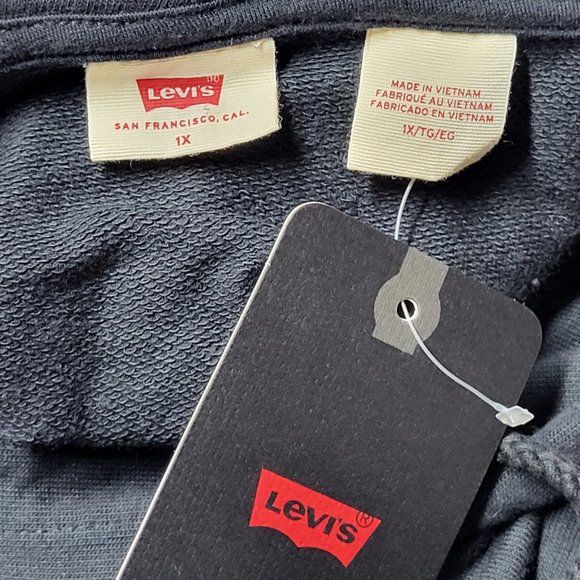 Levi's
SAN FRANCISCO, CAL.
1X
MADE IN VIETNAM
FABRIQUÉ AU VIETNAM
FABRICADO EN VIETNAM
1X/TG/EG
Levi's®